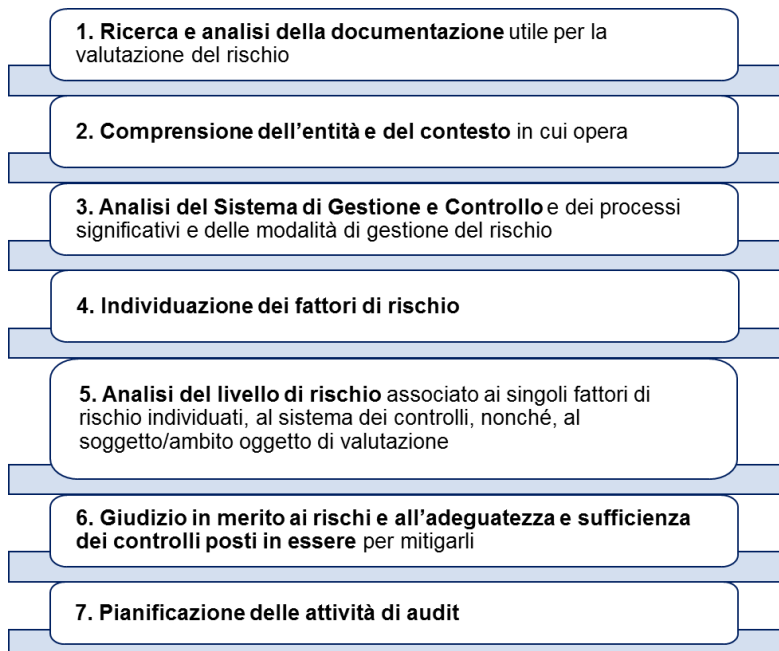 1. Ricerca e analisi della documentazione utile per la
valutazione del rischio
2. Comprensione dell'entità e del contesto in cui opera
3. Analisi del Sistema di Gestione e Controllo e dei processi
significativi e delle modalità di gestione del rischio
4. Individuazione dei fattori di rischio
5. Analisi del livello di rischio associato ai singoli fattori di
rischio individuati, al sistema dei controlli, nonché, al
soggetto/ambito oggetto di valutazione
6. Giudizio in merito ai rischi e all'adeguatezza e sufficienza
dei controlli posti in essere per mitigarli
7. Pianificazione delle attività di audit